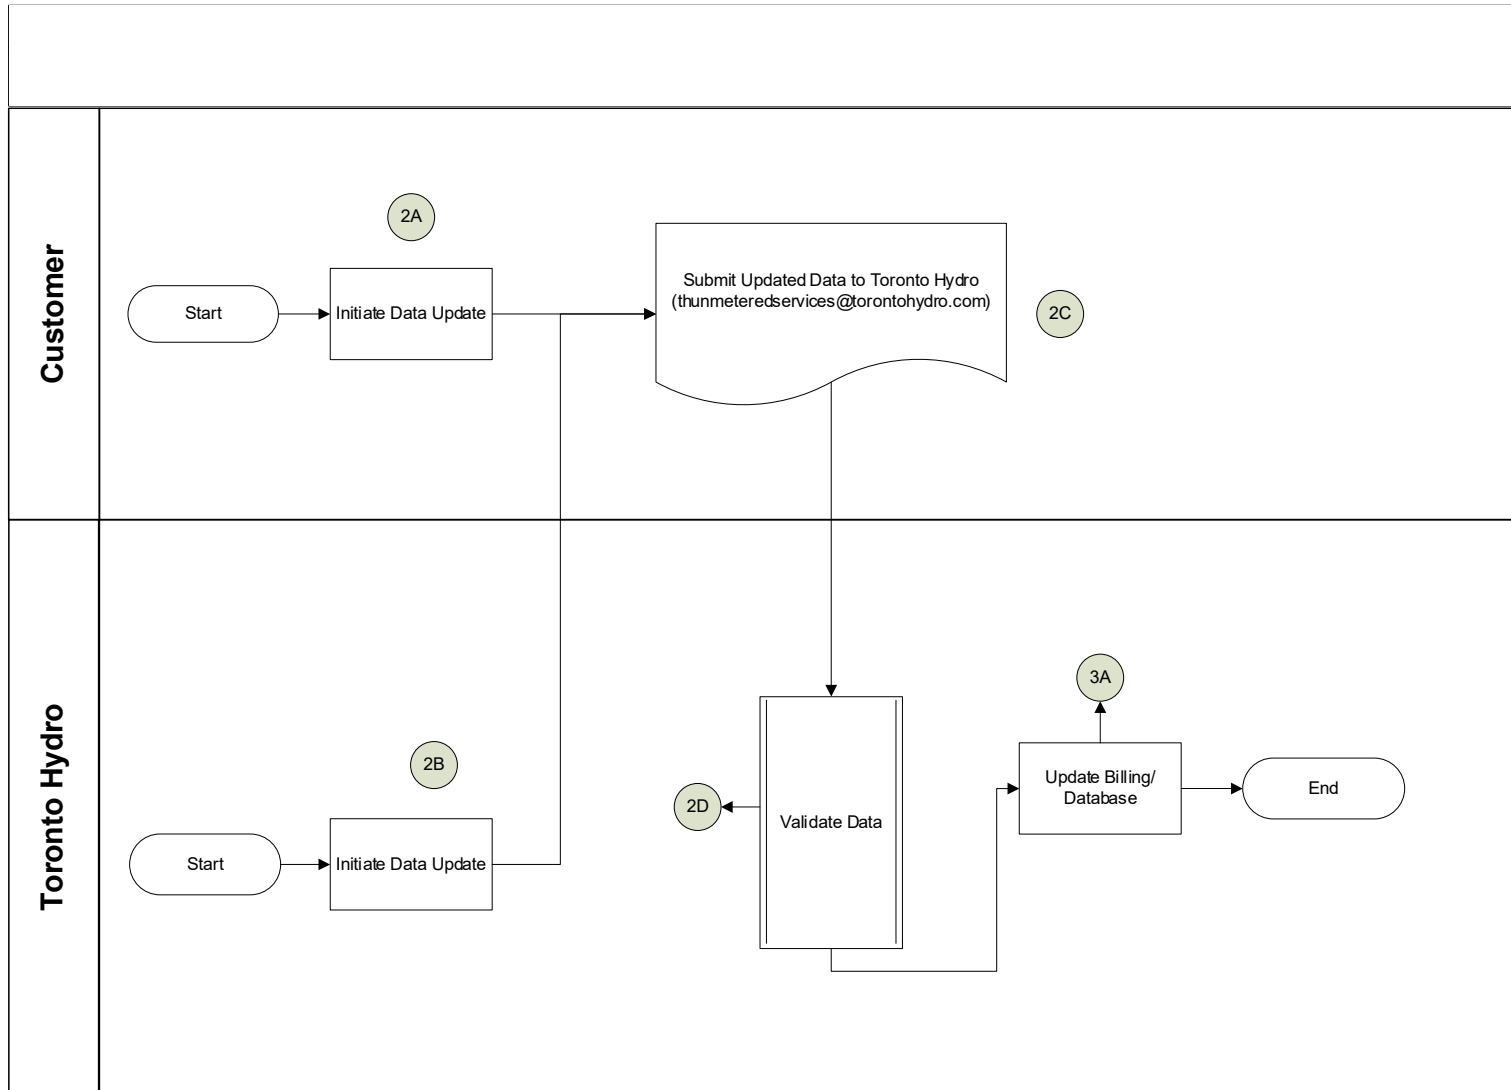 Customer
2A
Start
Initiate Data Update
Submit Updated Data to Toronto Hydro
(thunmeteredservices@torontohydro.com)
2C
Toronto Hydro
2B
Start
Initiate Data Update
2D
Validate Data
3A
Update Billing/
Database
End